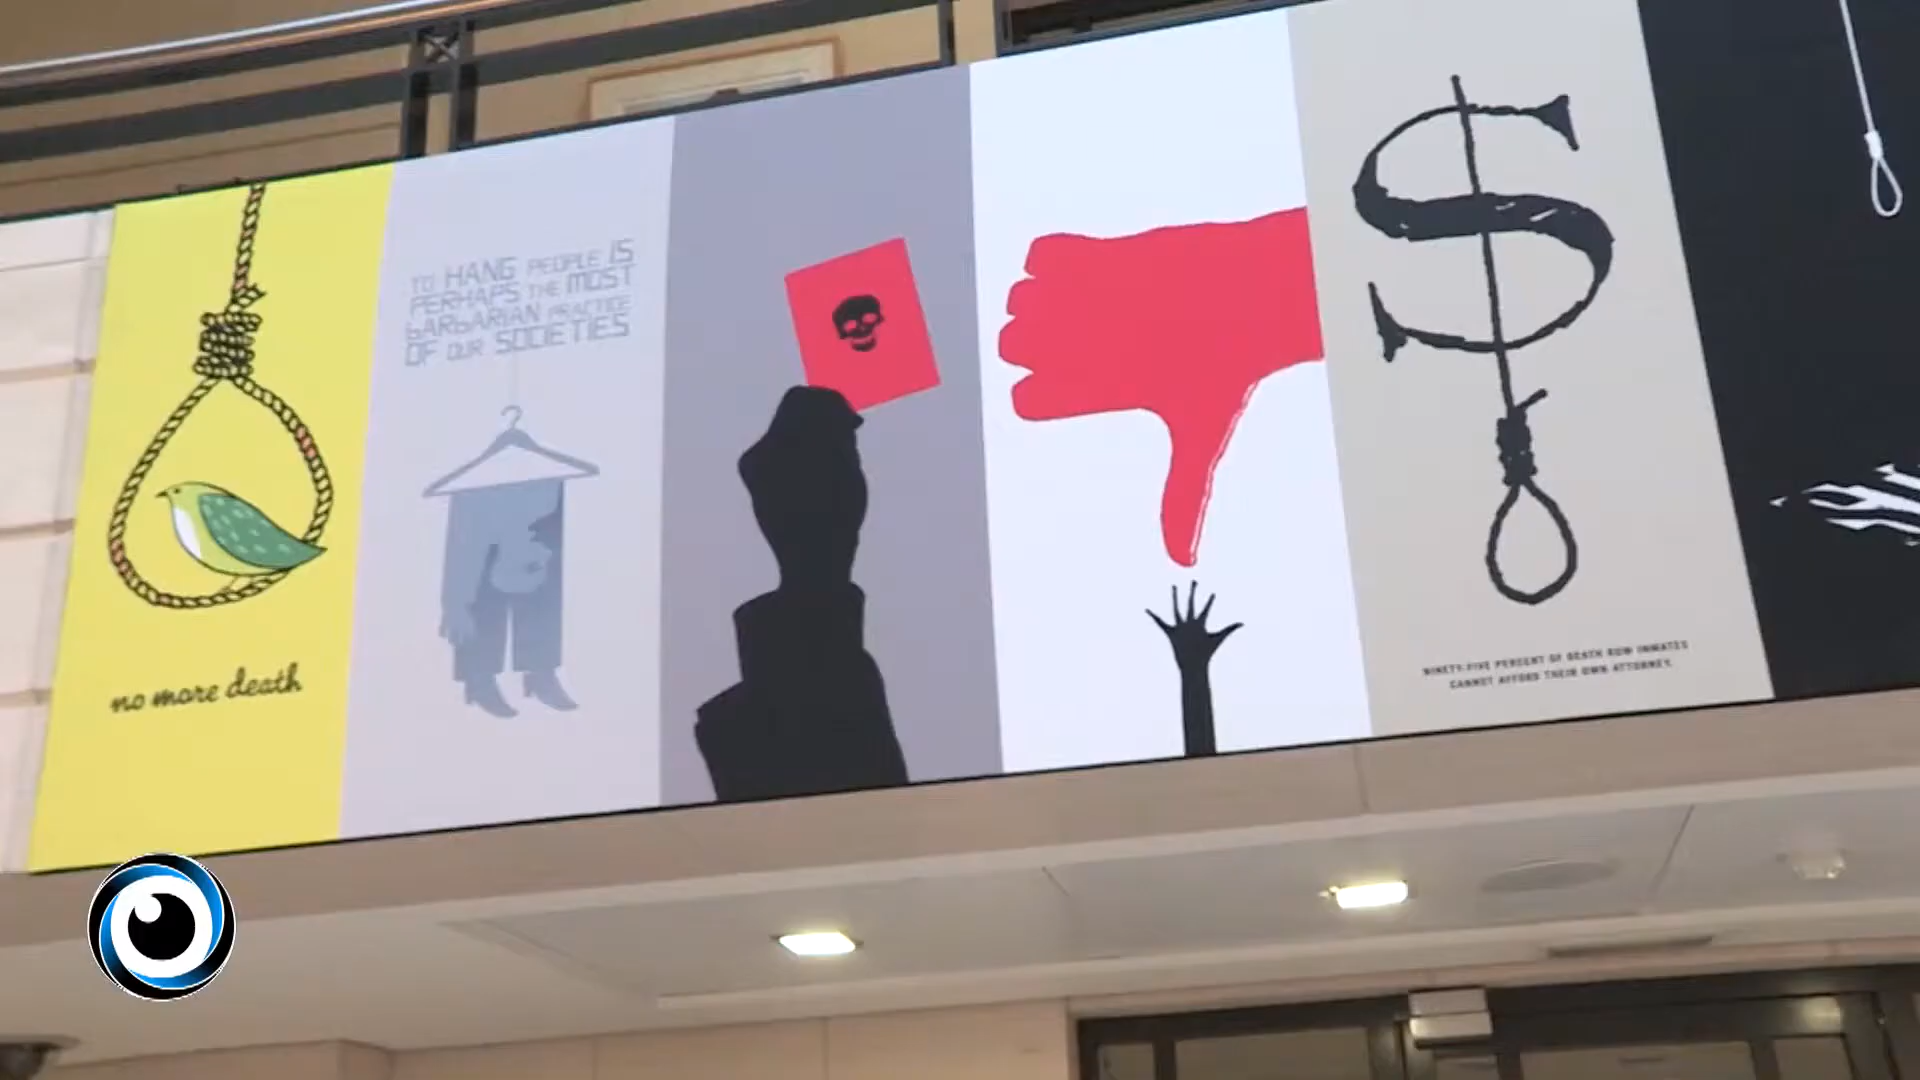 no more death
TO HANG PEOPLE IS
PERHAPS THE MOST
bARbARIAN PRACTICE
OF OUR SOCIETIES
NINETY-FIVE PERCENT OF DEATH ROW INMATES
CANNOT AFFORD THEIR OWN ATTORNEY.